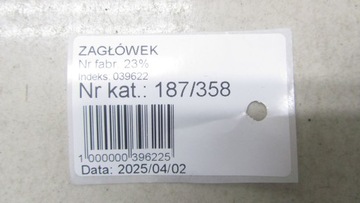 ZAGŁÓWEK
Nr fabr 23%
Indeks. 039622
Nr kat.: 187/358
1 000000 396225
Data: 2025/04/02